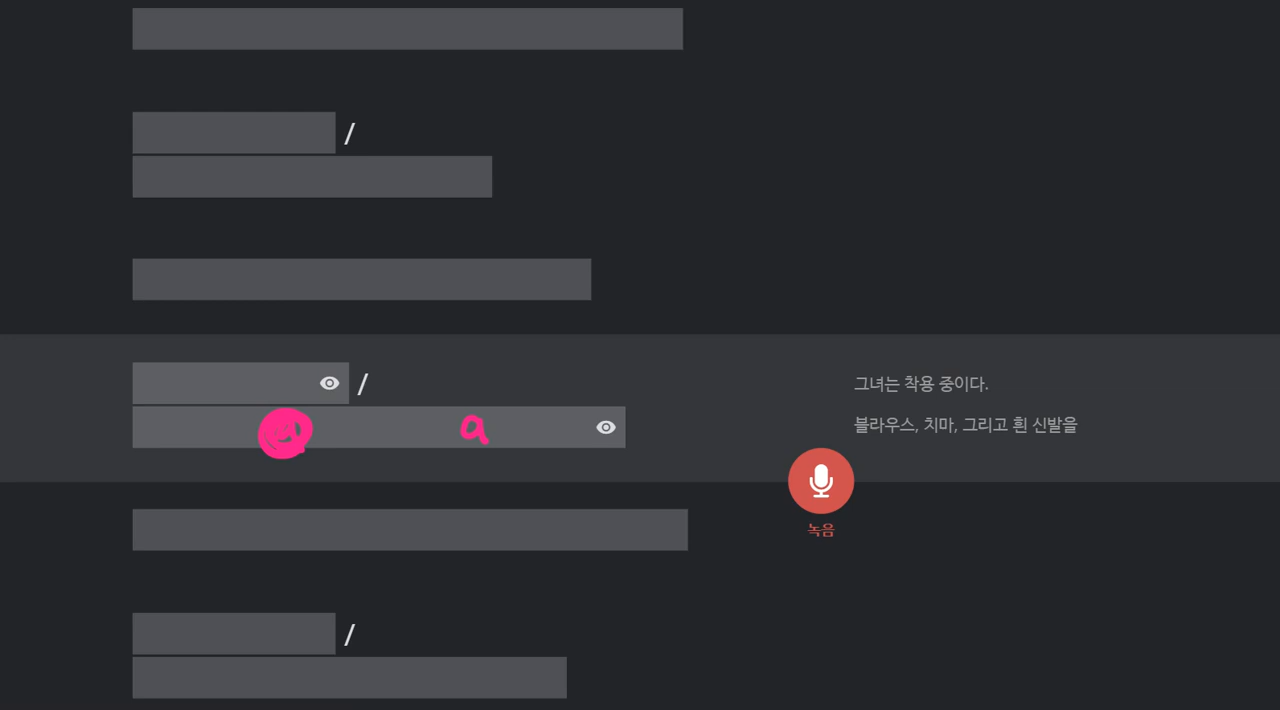 /
/ 그녀는 착용 중이다.
a 블라우스, 치마, 그리고 흰 신발을
녹음
/